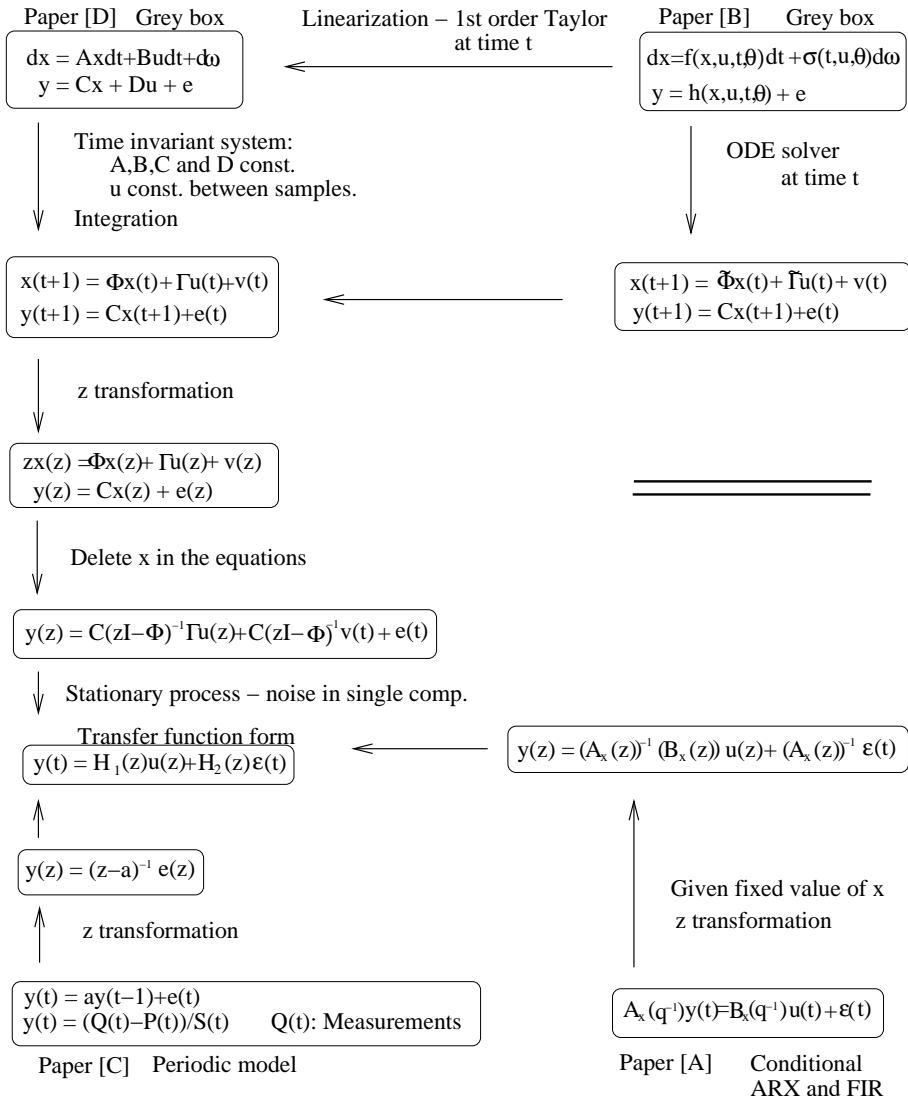 Paper [D] Grey box
Linearization – 1st order Taylor
at time t
Paper [B] Grey box
dx = Axdt+Budt+dω
y = Cx + Du + e
dx=f(x,u,t,θ)dt+σ(t,u,θ)dω
y = h(x,u,t,θ) + e
Time invariant system:
A,B,C and D const.
u const. between samples.
Integration
ODE solver
at time t
x(t+1) = Φx(t)+Γu(t)+v(t)
y(t+1) = Cx(t+1)+e(t)
x(t+1) = Φ̃x(t)+Γ̃u(t)+v(t)
y(t+1) = Cx(t+1)+e(t)
z transformation
zx(z) =Φx(z)+Γu(z)+v(z)
y(z) = Cx(z) + e(z)
Delete x in the equations
y(z) = C(zI–Φ)⁻¹Γu(z)+C(zI–Φ)⁻¹v(t)+e(t)
Stationary process – noise in single comp.
Transfer function form
y(t) = H₁(z)u(z)+H₂(z)ε(t)
y(z) = (Aₓ(z))⁻¹ (Bₓ(z)) u(z)+(Aₓ(z))⁻¹ ε(t)
y(z) = (z–a)⁻¹ e(z)
Given fixed value of x
z transformation
z transformation
y(t) = ay(t–1)+e(t)
y(t) = (Q(t)–P(t))/S(t) Q(t): Measurements
Aₓ(q⁻¹)y(t)=Bₓ(q⁻¹)u(t)+ε(t)
Paper [C] Periodic model
Paper [A] Conditional
ARX and FIR